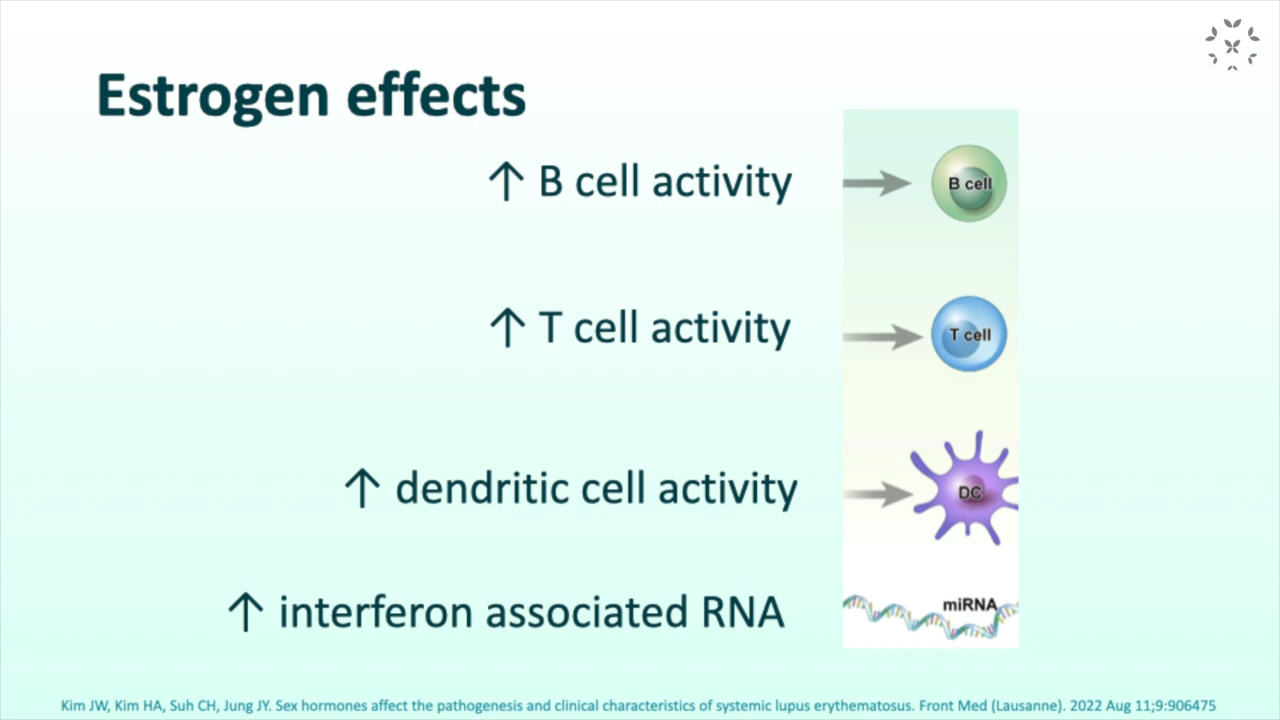 Estrogen effects
↑ B cell activity
B cell
↑ T cell activity
T cell
↑ dendritic cell activity
DC
↑ interferon associated RNA
miRNA
Kim JW, Kim HA, Suh CH, Jung JY. Sex hormones affect the pathogenesis and clinical characteristics of systemic lupus erythematosus. Front Med (Lausanne). 2022 Aug 11;9:906475